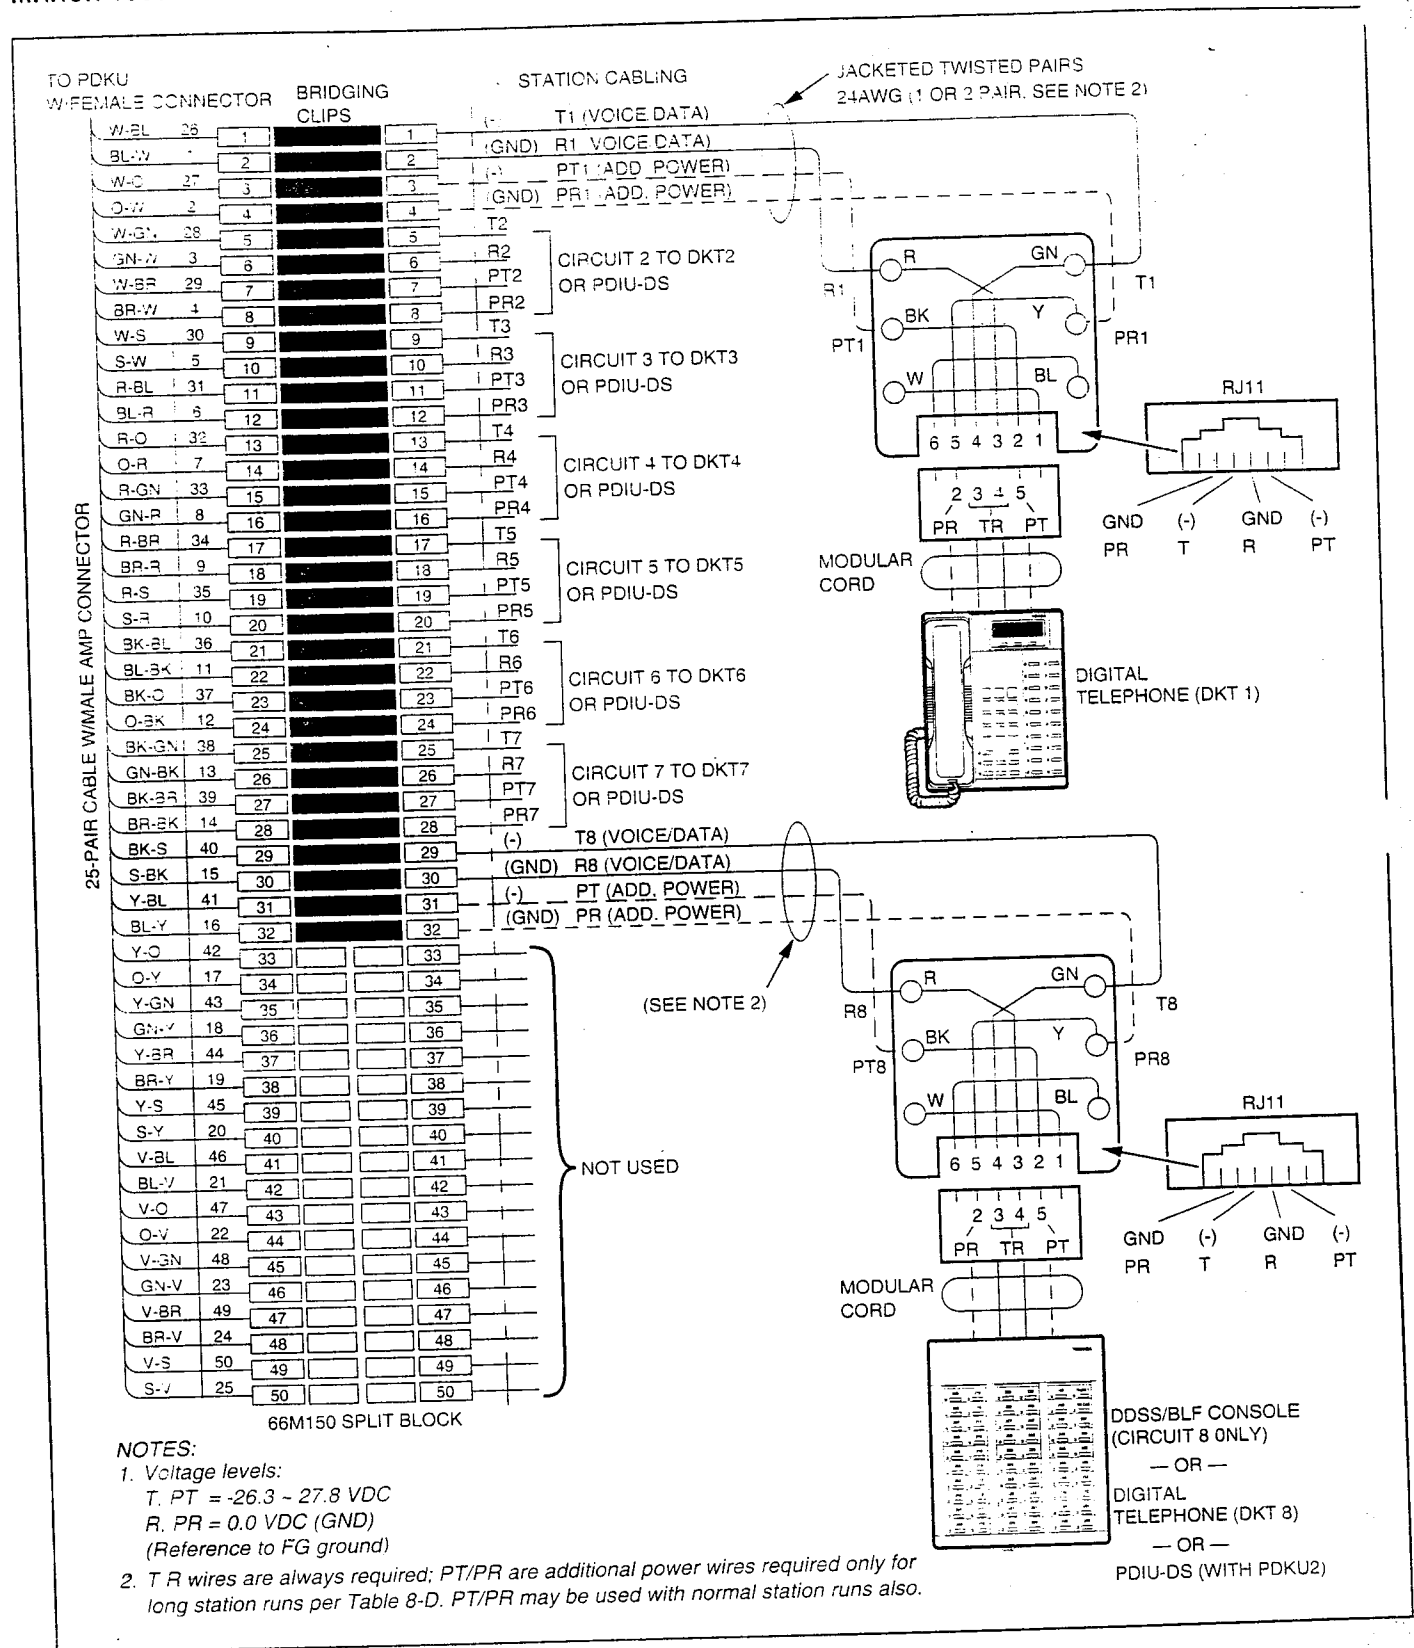 TO PDKU
W/FEMALE CONNECTOR
BRIDGING
CLIPS
STATION CABLING
JACKETED TWISTED PAIRS
24AWG (1 OR 2 PAIR, SEE NOTE 2)
25-PAIR CABLE W/MALE AMP CONNECTOR
W-BL 26 1 1 (-) T1 (VOICE DATA)
BL-W 2 2 (GND) R1 VOICE DATA)
W-O 27 3 3 (-) PT1 (ADD POWER)
O-W 2 4 4 (GND) PR1 (ADD. POWER)
W-GN 28 5 5 T2
GN-W 3 6 6 R2
W-BR 29 7 7 PT2
BR-W 4 8 8 PR2
CIRCUIT 2 TO DKT2
OR PDIU-DS
W-S 30 9 9 T3
S-W 5 10 10 R3
R-BL 31 11 11 PT3
BL-R 6 12 12 PR3
CIRCUIT 3 TO DKT3
OR PDIU-DS
R-O 32 13 13 T4
O-R 7 14 14 R4
R-GN 33 15 15 PT4
GN-R 8 16 16 PR4
CIRCUIT 4 TO DKT4
OR PDIU-DS
R-BR 34 17 17 T5
BR-R 9 18 18 R5
R-S 35 19 19 PT5
S-R 10 20 20 PR5
CIRCUIT 5 TO DKT5
OR PDIU-DS
BK-BL 36 21 21 T6
BL-BK 11 22 22 R6
BK-O 37 23 23 PT6
O-BK 12 24 24 PR6
CIRCUIT 6 TO DKT6
OR PDIU-DS
BK-GN 38 25 25 T7
GN-BK 13 26 26 R7
BK-BR 39 27 27 PT7
BR-BK 14 28 28 PR7
CIRCUIT 7 TO DKT7
OR PDIU-DS
BK-S 40 29 29 (-) T8 (VOICE/DATA)
S-BK 15 30 30 (GND) R8 (VOICE/DATA)
Y-BL 41 31 31 (-) PT (ADD. POWER)
BL-Y 16 32 32 (GND) PR (ADD. POWER)
Y-O 42 33 33
O-Y 17 34 34
Y-GN 43 35 35
GN-Y 18 36 36
Y-BR 44 37 37
BR-Y 19 38 38
Y-S 45 39 39
S-Y 20 40 40
V-BL 46 41 41
BL-V 21 42 42
V-O 47 43 43
O-V 22 44 44
V-GN 48 45 45
GN-V 23 46 46
V-BR 49 47 47
BR-V 24 48 48
V-S 50 49 49
S-V 25 50 50
NOT USED
66M150 SPLIT BLOCK
(SEE NOTE 2)
R GN
R1 T1
BK Y
PT1 PR1
W BL
6 5 4 3 2 1
RJ11
2 3 4 5
PR TR PT
GND (-) GND (-)
PR T R PT
MODULAR
CORD
DIGITAL
TELEPHONE (DKT 1)
R GN
R8 T8
BK Y
PT8 PR8
W BL
6 5 4 3 2 1
RJ11
2 3 4 5
PR TR PT
GND (-) GND (-)
PR T R PT
MODULAR
CORD
DDSS/BLF CONSOLE
(CIRCUIT 8 ONLY)
— OR —
DIGITAL
TELEPHONE (DKT 8)
— OR —
PDIU-DS (WITH PDKU2)
NOTES:
1. Voltage levels:
T. PT = -26.3 ~ 27.8 VDC
R. PR = 0.0 VDC (GND)
(Reference to FG ground)
2. T R wires are always required; PT/PR are additional power wires required only for
long station runs per Table 8-D. PT/PR may be used with normal station runs also.